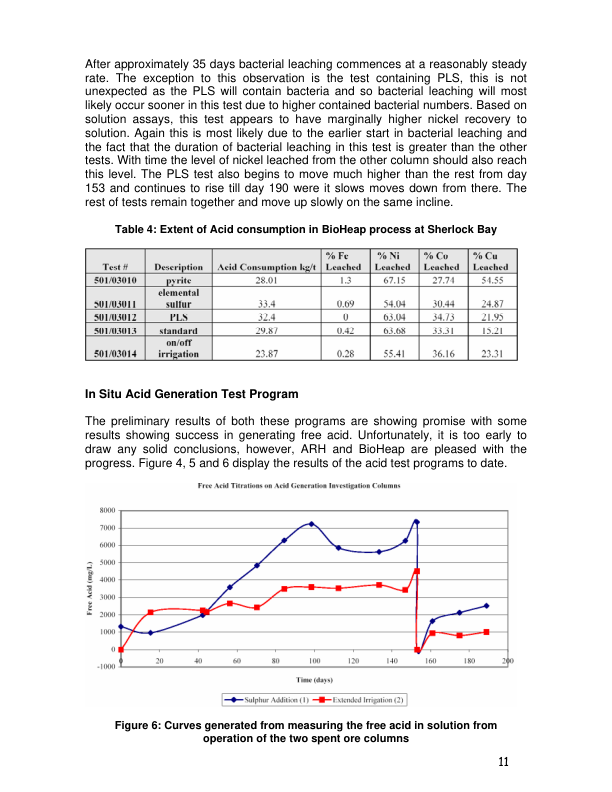 After approximately 35 days bacterial leaching commences at a reasonably steady
rate. The exception to this observation is the test containing PLS, this is not
unexpected as the PLS will contain bacteria and so bacterial leaching will most
likely occur sooner in this test due to higher contained bacterial numbers. Based on
solution assays, this test appears to have marginally higher nickel recovery to
solution. Again this is most likely due to the earlier start in bacterial leaching and
the fact that the duration of bacterial leaching in this test is greater than the other
tests. With time the level of nickel leached from the other column should also reach
this level. The PLS test also begins to move much higher than the rest from day
153 and continues to rise till day 190 were it slows moves down from there. The
rest of tests remain together and move up slowly on the same incline.
Table 4: Extent of Acid consumption in BioHeap process at Sherlock Bay
Test # Description Acid Consumption kg/t % Fe Leached % Ni Leached % Co Leached % Cu Leached
501/03010 pyrite 28.01 1.3 67.15 27.74 54.55
501/03011 elemental sulfur 33.4 0.69 54.04 30.44 24.87
501/03012 PLS 32.4 0 63.04 34.73 21.95
501/03013 standard 29.87 0.42 63.68 33.31 15.21
501/03014 on/off irrigation 23.87 0.28 55.41 36.16 23.31
In Situ Acid Generation Test Program
The preliminary results of both these programs are showing promise with some
results showing success in generating free acid. Unfortunately, it is too early to
draw any solid conclusions, however, ARH and BioHeap are pleased with the
progress. Figure 4, 5 and 6 display the results of the acid test programs to date.
Free Acid Titrations on Acid Generation Investigation Columns
Free Acid (mg/L)
8000
7000
6000
5000
4000
3000
2000
1000
0
-1000
0 20 40 60 80 100 120 140 160 180 200
Time (days)
Sulphur Addition (1) Extended Irrigation (2)
Figure 6: Curves generated from measuring the free acid in solution from
operation of the two spent ore columns
11